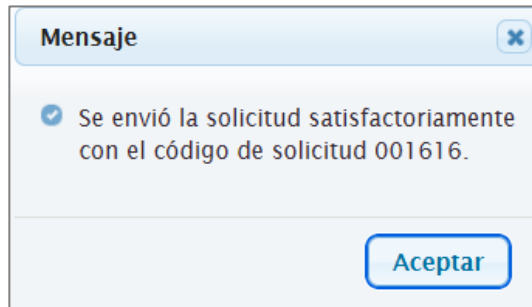 Mensaje
Se envió la solicitud satisfactoriamente
con el código de solicitud 001616.
Aceptar